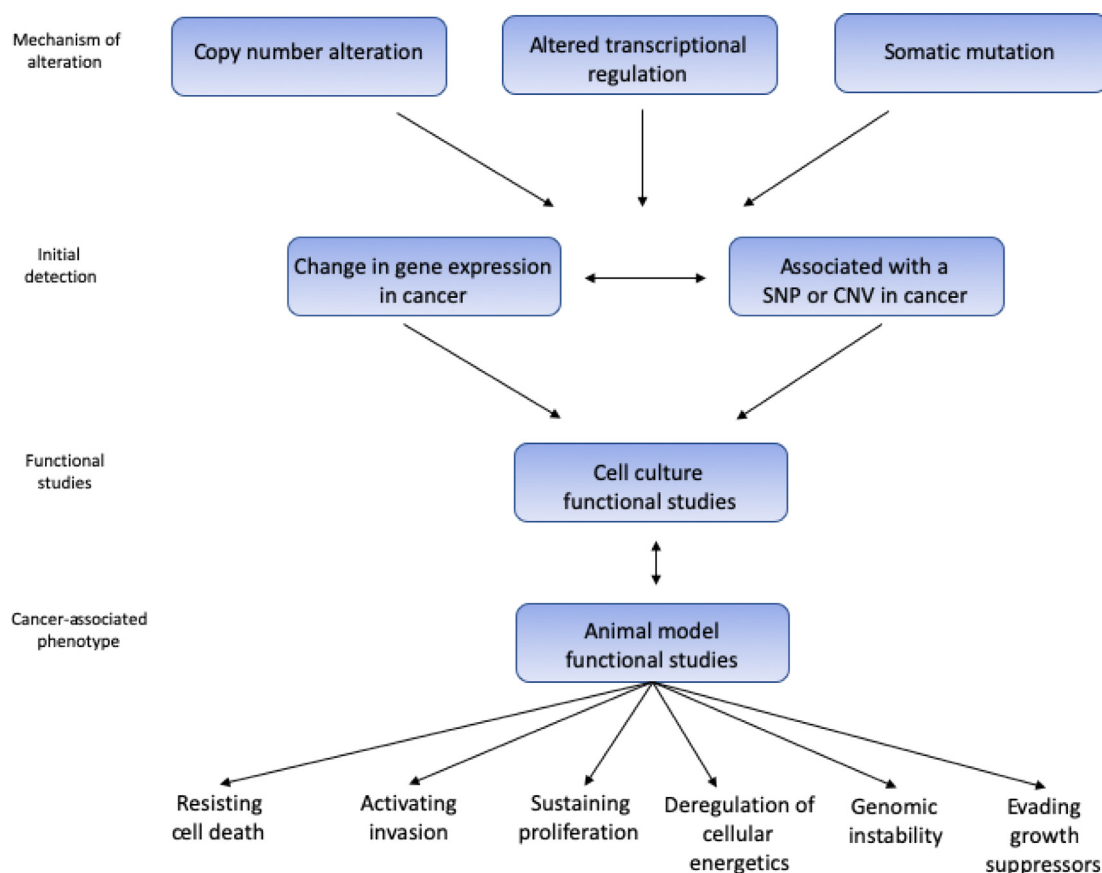 Mechanism of
alteration
Copy number alteration
Altered transcriptional
regulation
Somatic mutation
Initial
detection
Change in gene expression
in cancer
Associated with a
SNP or CNV in cancer
Functional
studies
Cell culture
functional studies
Cancer-associated
phenotype
Animal model
functional studies
Resisting
cell death
Activating
invasion
Sustaining
proliferation
Deregulation of
cellular
energetics
Genomic
instability
Evading
growth
suppressors